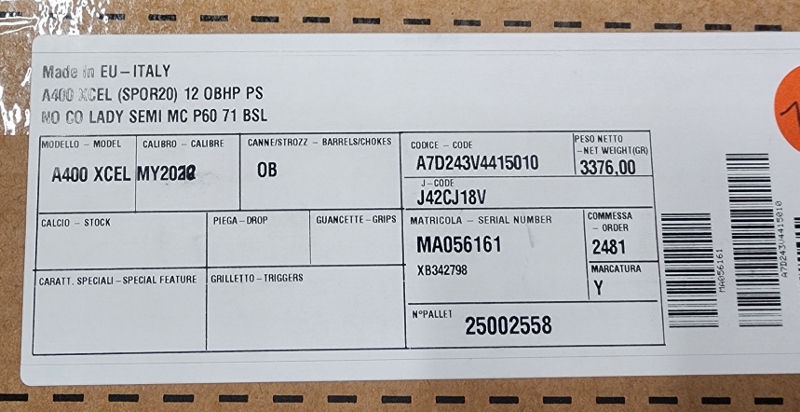 Made in EU-ITALY
A400 XCEL (SPOR20) 12 OBHP PS
NO CO LADY SEMI MC P60 71 BSL
MODELLO - MODEL
CALIBRO - CALIBRE
CANNE/STROZZ - BARRELS/CHOKES
CODICE - CODE
PESO NETTO
-NET WEIGHT(GR)
A400 XCEL
OB
A7D243V4415010
3376.00
J-CODE
J42CJ18V
CALCIO - STOCK
PIEGA-DROP
GUANCETTE-GRIPS
MATRICOLA - SERIAL NUMBER
COMMESSA
- ORDER
MA056161
2481
XB342798
MARCATURA
Y
CARATT. SPECIALI-SPECIAL FEATURE
GRILLETTO-TRIGGERS
N°PALLET
25002558
MA056161
A7D243V4415010